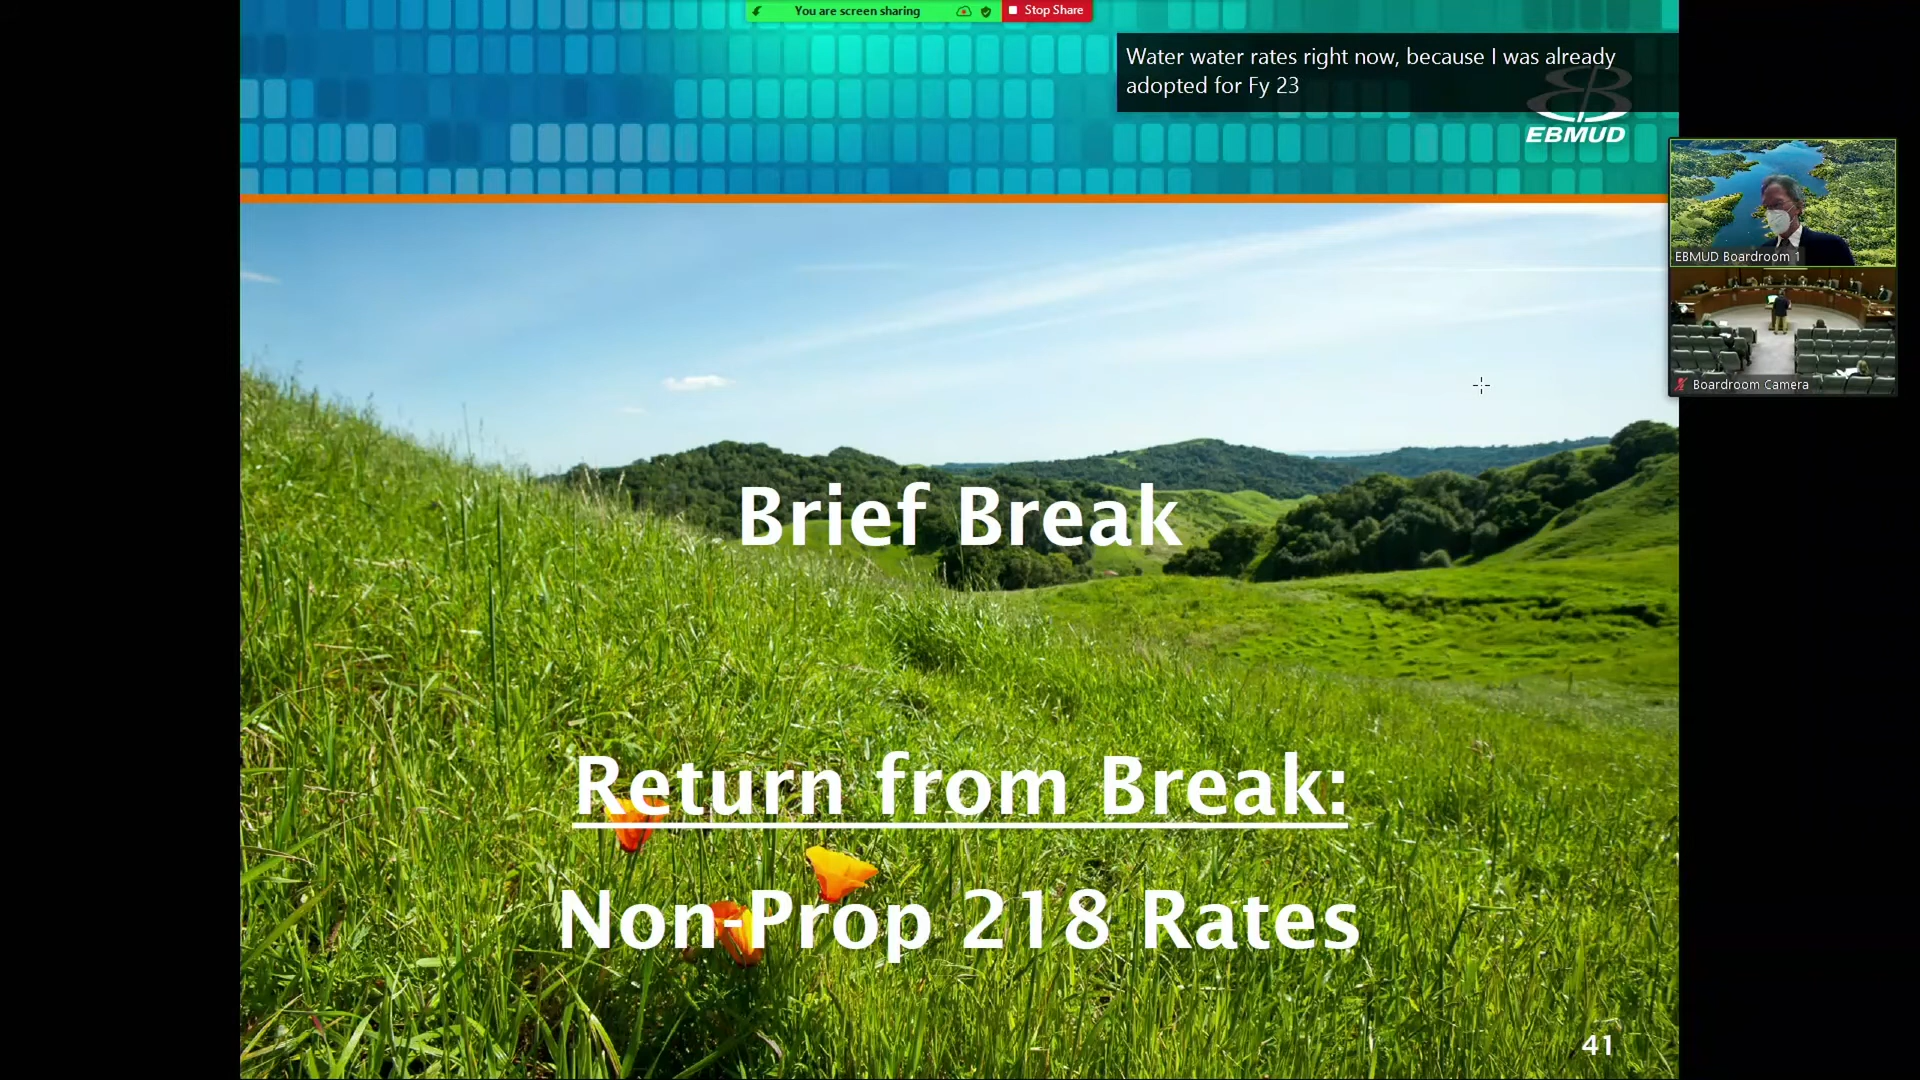 You are screen sharing
Stop Share
Water water rates right now, because I was already
adopted for Fy 23
EBMUD
EBMUD Boardroom 1
Boardroom Camera
Brief Break
Return from Break:
Non-Prop 218 Rates
41